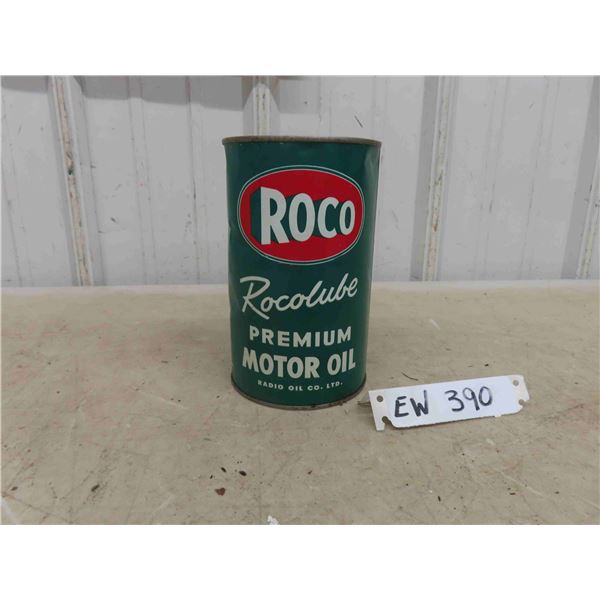 ROCO
Rocolube
PREMIUM
MOTOR OIL
RADIO OIL CO. LTD.
EW 390